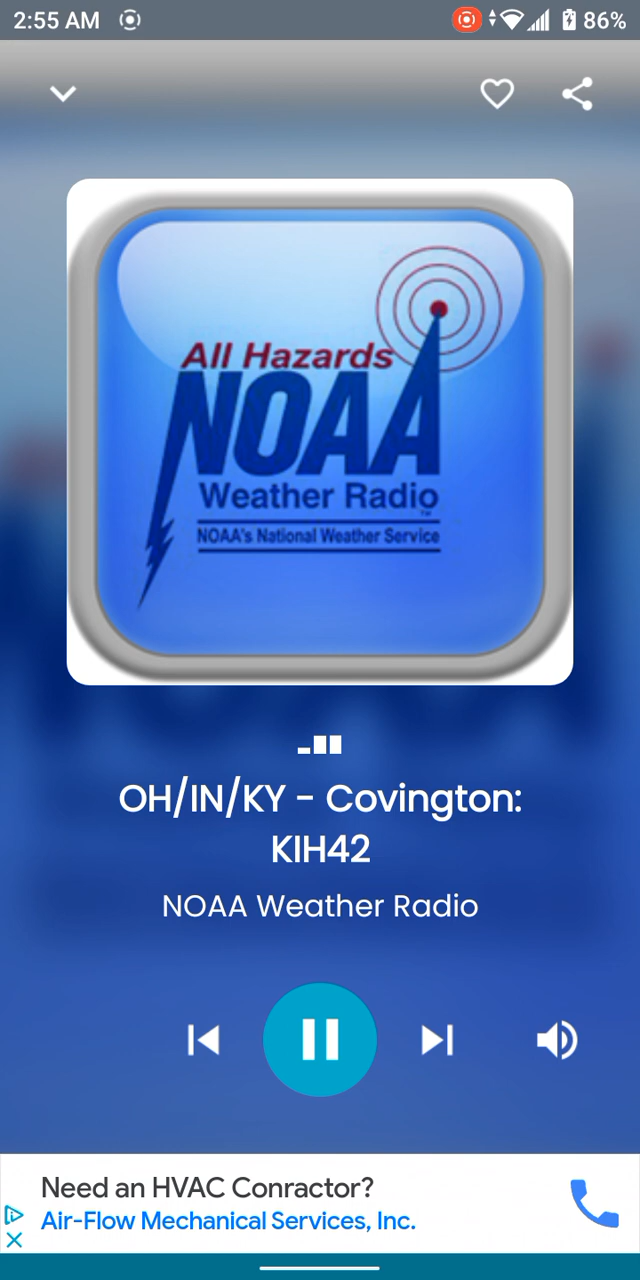 2:55 AM
86%
All Hazards
NOAA
Weather Radio
TM
NOAA's National Weather Service
OH/IN/KY - Covington:
KIH42
NOAA Weather Radio
Need an HVAC Conractor?
Air-Flow Mechanical Services, Inc.